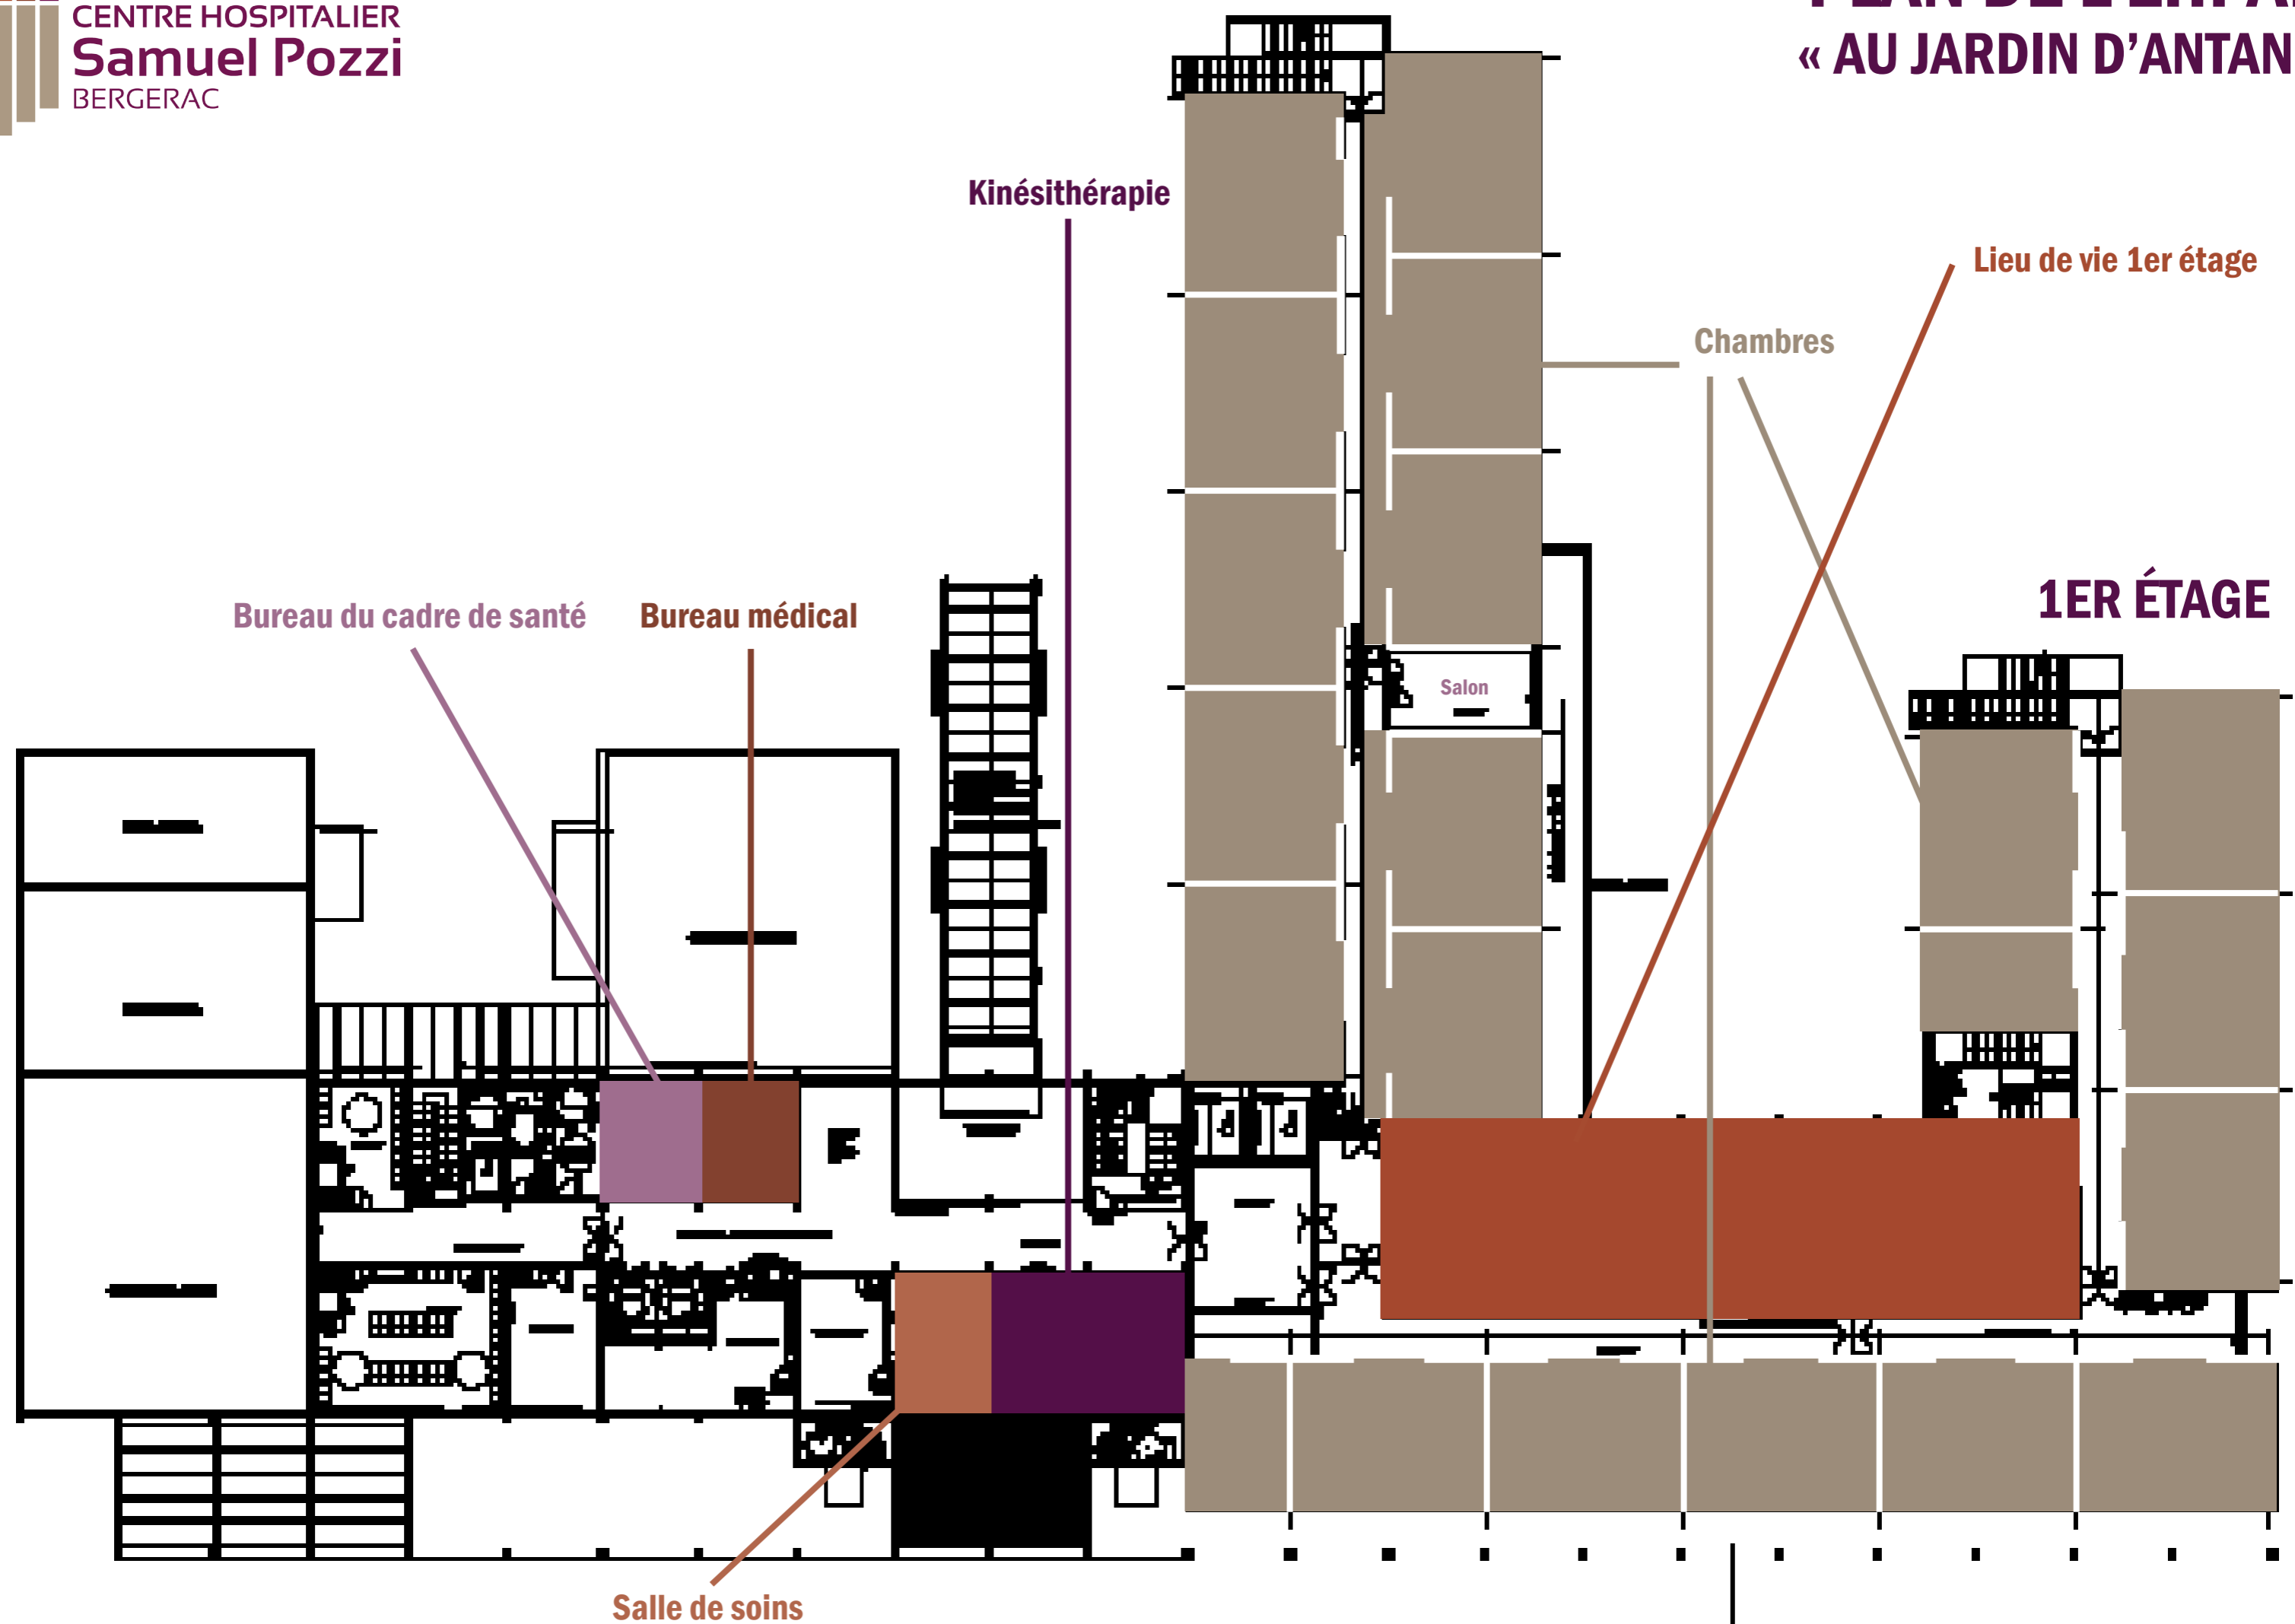 CENTRE HOSPITALIER
Samuel Pozzi
BERGERAC
« AU JARDIN D’ANTAN
Kinésithérapie
Lieu de vie 1er étage
Chambres
1ER ÉTAGE
Bureau du cadre de santé
Bureau médical
Salon
Salle de soins